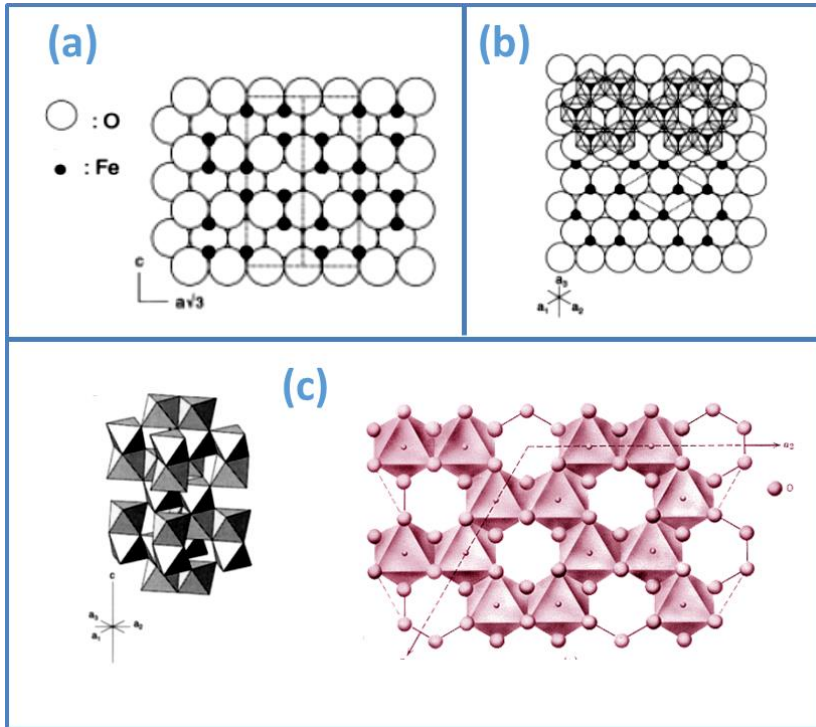 (a)
: O
: Fe
c
a√3
(b)
a₃
a₁ a₂
(c)
a₂
O
c
a₃
a₁ a₂